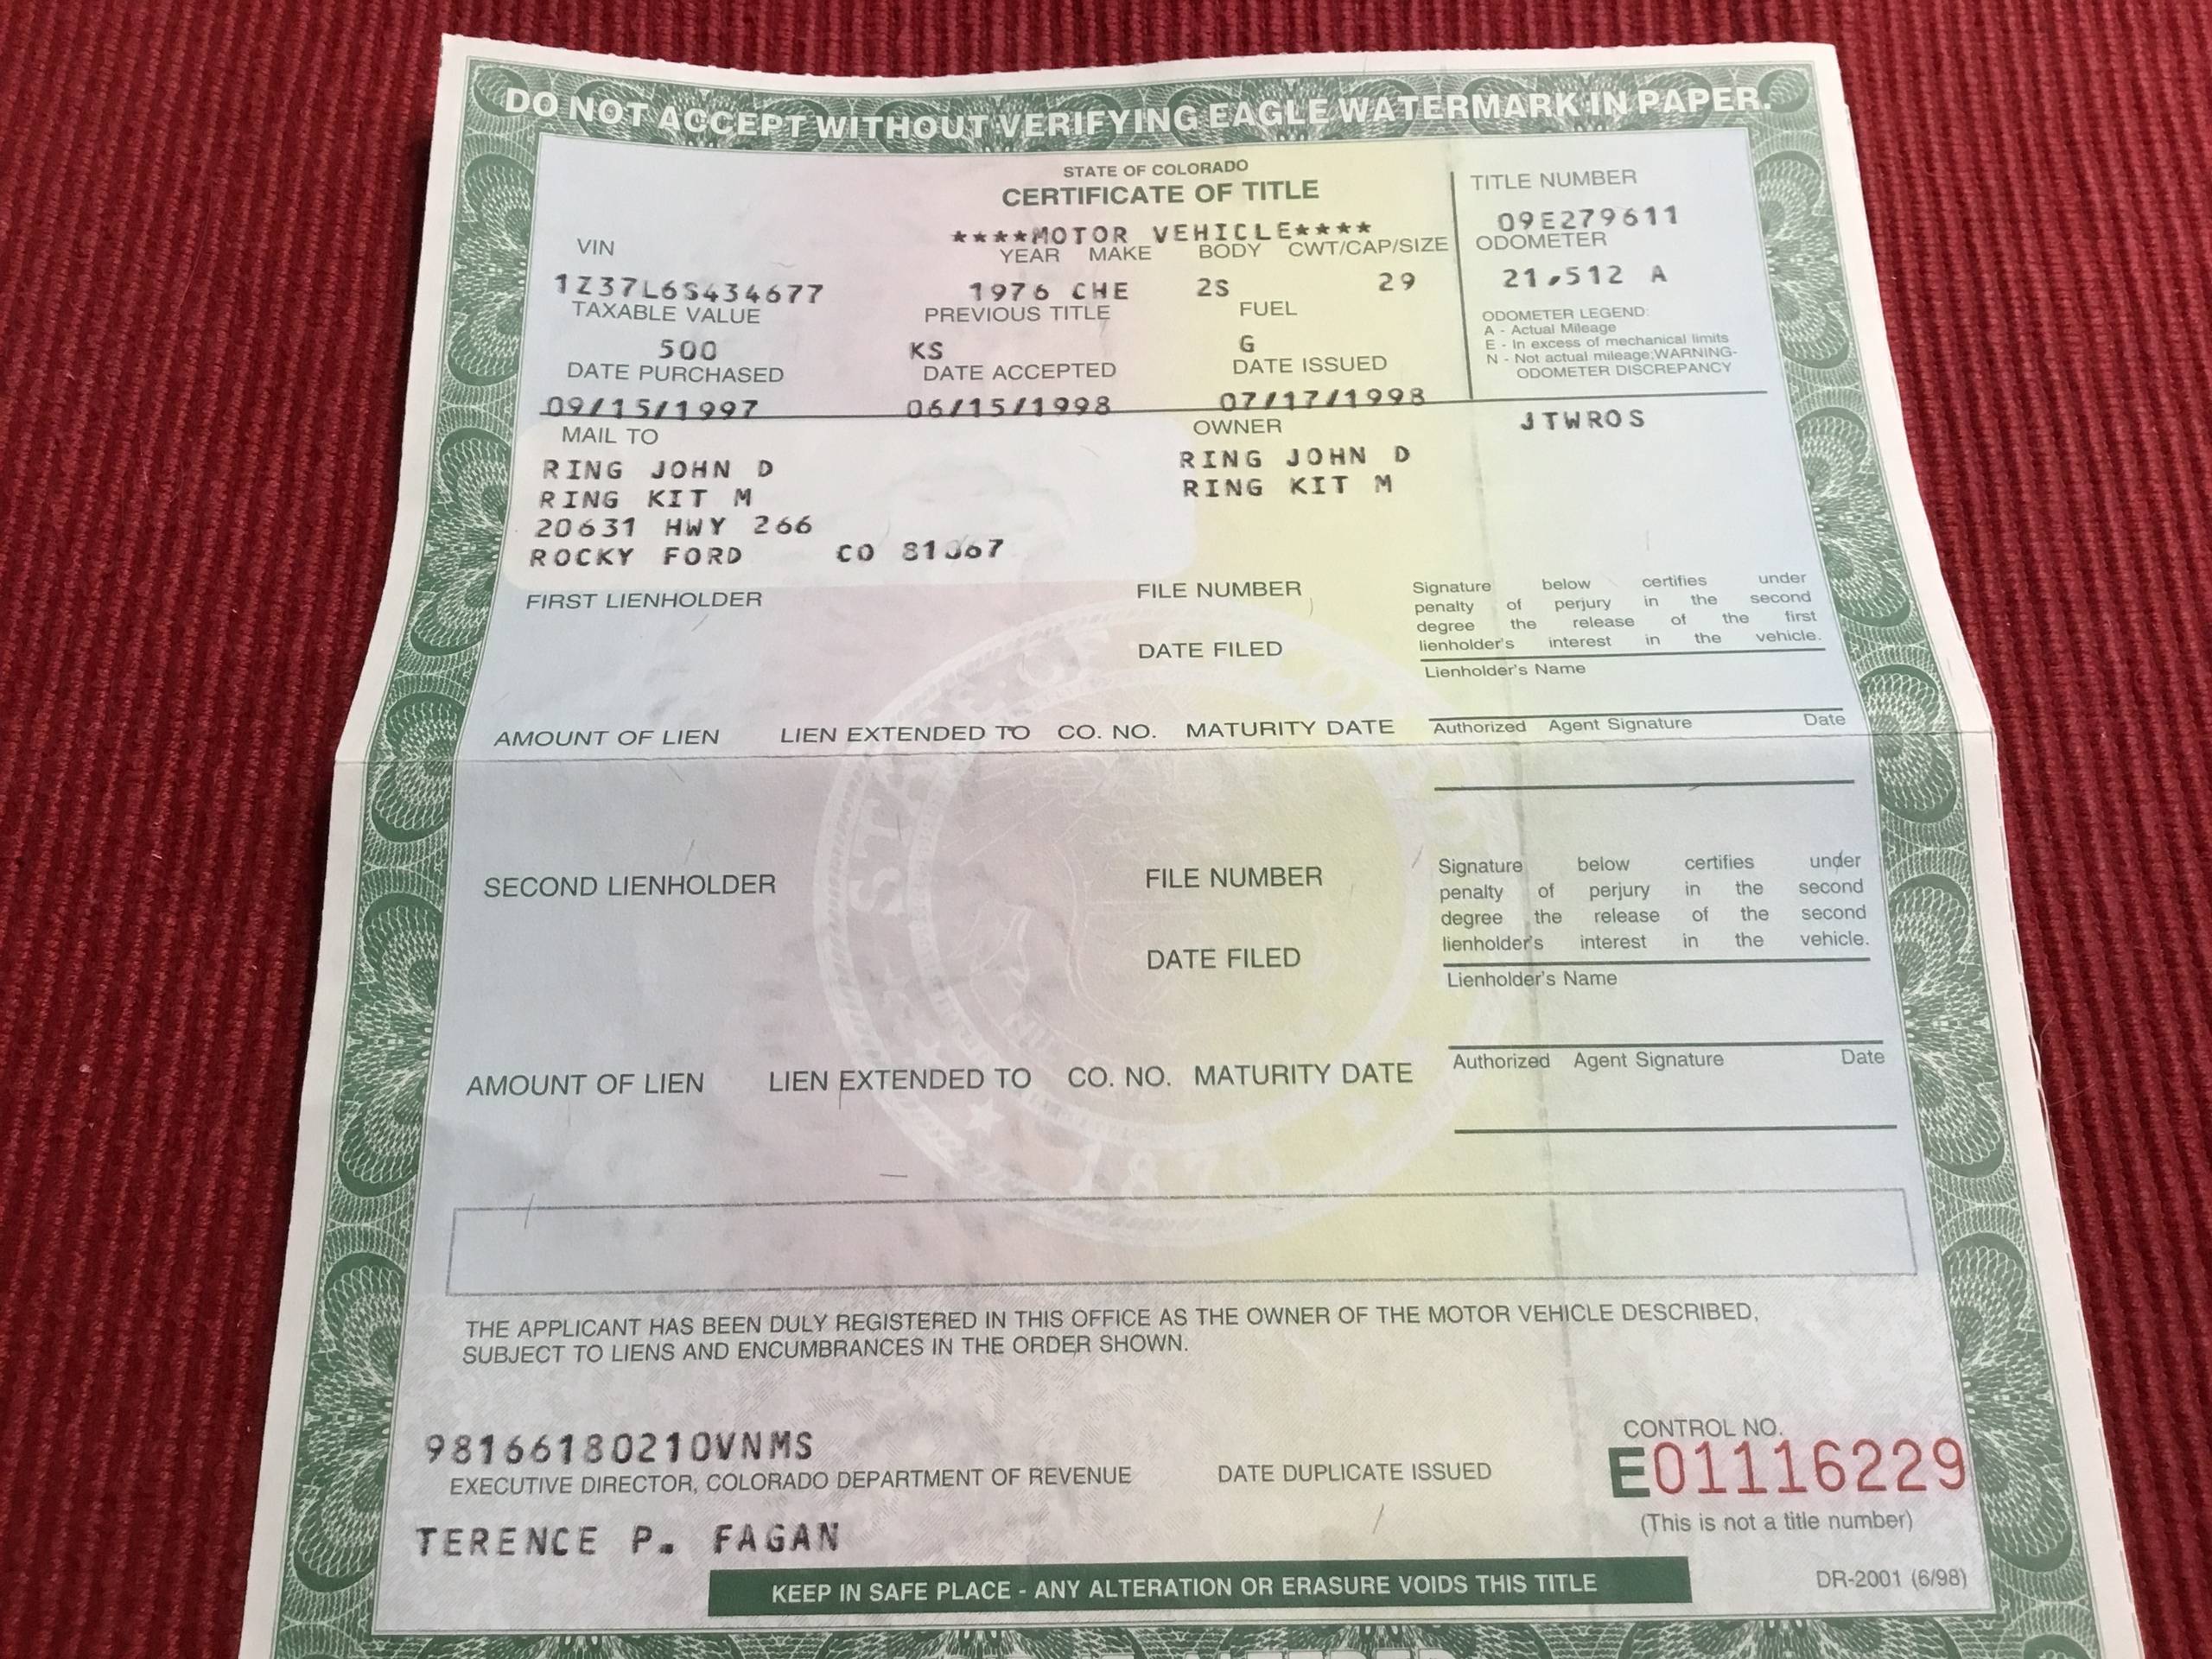 DO NOT ACCEPT WITHOUT VERIFYING EAGLE WATERMARK IN PAPER.
STATE OF COLORADO
CERTIFICATE OF TITLE
****MOTOR VEHICLE****
TITLE NUMBER
09E279611
VIN YEAR MAKE BODY CWT/CAP/SIZE ODOMETER
1Z37L6S434677 1976 CHE 2S 29 21,512 A
TAXABLE VALUE PREVIOUS TITLE FUEL
500 KS G
ODOMETER LEGEND:
A - Actual Mileage
E - In excess of mechanical limits
N - Not actual mileage;WARNING-
ODOMETER DISCREPANCY
DATE PURCHASED DATE ACCEPTED DATE ISSUED
09/15/1997 06/15/1998 07/17/1998
MAIL TO OWNER JTWROS
RING JOHN D RING JOHN D
RING KIT M RING KIT M
20631 HWY 266
ROCKY FORD CO
FIRST LIENHOLDER FILE NUMBER
DATE FILED
Signature below certifies under
penalty of perjury in the second
degree the release of the first
lienholder's interest in the vehicle.
Lienholder's Name
AMOUNT OF LIEN LIEN EXTENDED TO CO. NO. MATURITY DATE
Authorized Agent Signature Date
SECOND LIENHOLDER FILE NUMBER
DATE FILED
Signature below certifies under
penalty of perjury in the second
degree the release of the second
lienholder's interest in the vehicle.
Lienholder's Name
AMOUNT OF LIEN LIEN EXTENDED TO CO. NO. MATURITY DATE
Authorized Agent Signature Date
THE APPLICANT HAS BEEN DULY REGISTERED IN THIS OFFICE AS THE OWNER OF THE MOTOR VEHICLE DESCRIBED,
SUBJECT TO LIENS AND ENCUMBRANCES IN THE ORDER SHOWN.
98166180210VNMS
EXECUTIVE DIRECTOR, COLORADO DEPARTMENT OF REVENUE DATE DUPLICATE ISSUED
TERENCE P. FAGAN
CONTROL NO.
E01116229
(This is not a title number)
KEEP IN SAFE PLACE - ANY ALTERATION OR ERASURE VOIDS THIS TITLE
DR-2001 (6/98)